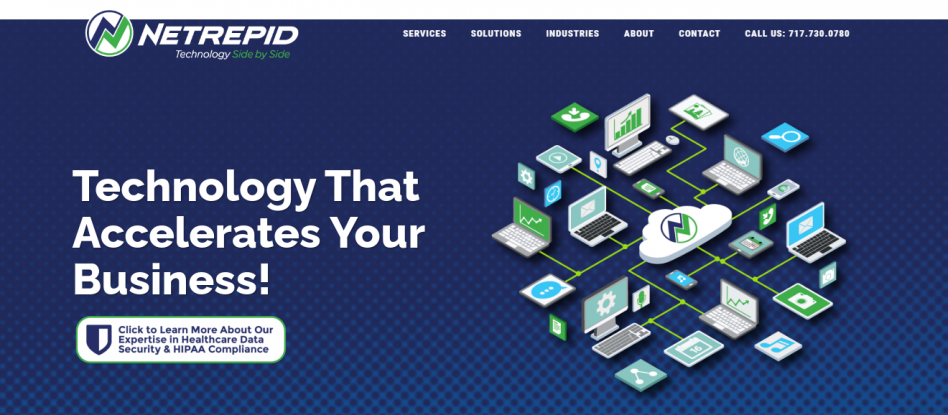 NETREPID
Technology Side by Side
SERVICES
SOLUTIONS
INDUSTRIES
ABOUT
CONTACT
CALL US: 717.730.0780
Technology That
Accelerates Your
Business!
Click to Learn More About Our
Expertise in Healthcare Data
Security & HIPAA Compliance
16